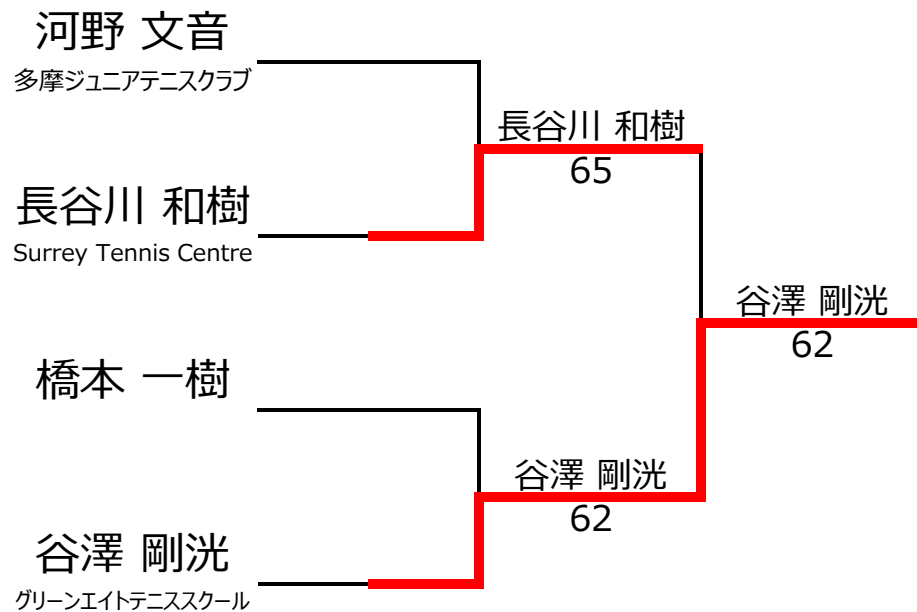 河野 文音
多摩ジュニアテニスクラブ
長谷川 和樹
65
長谷川 和樹
Surrey Tennis Centre
谷澤 剛洸
62
橋本 一樹
谷澤 剛洸
62
谷澤 剛洸
グリーンエイトテニススクール